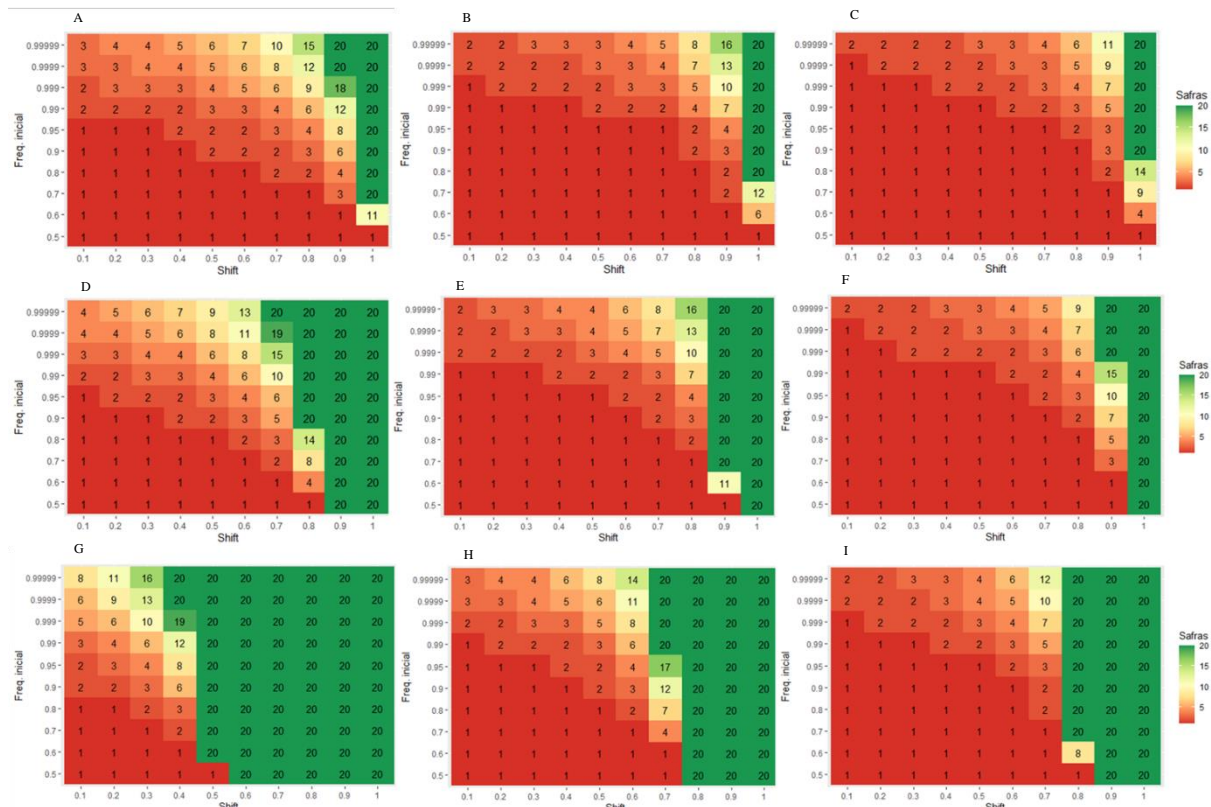 A
Freq. inicial
0.99999 3 4 4 5 6 7 10 15 20 20
0.9999 3 3 4 4 5 6 8 12 20 20
0.999 2 3 3 3 4 5 6 9 18 20
0.99 2 2 2 2 3 3 4 6 12 20
0.95 1 1 1 2 2 2 3 4 8 20
0.9 1 1 1 1 2 2 2 3 6 20
0.8 1 1 1 1 1 1 2 2 4 20
0.7 1 1 1 1 1 1 1 1 3 20
0.6 1 1 1 1 1 1 1 1 1 11
0.5 1 1 1 1 1 1 1 1 1 1
0.1 0.2 0.3 0.4 0.5 0.6 0.7 0.8 0.9 1
Shift
B
Freq. inicial
0.99999 2 2 3 3 3 4 5 8 16 20
0.9999 2 2 2 2 3 3 4 7 13 20
0.999 1 2 2 2 2 3 3 5 10 20
0.99 1 1 1 1 2 2 2 4 7 20
0.95 1 1 1 1 1 1 1 2 4 20
0.9 1 1 1 1 1 1 1 2 3 20
0.8 1 1 1 1 1 1 1 1 2 20
0.7 1 1 1 1 1 1 1 1 2 12
0.6 1 1 1 1 1 1 1 1 1 6
0.5 1 1 1 1 1 1 1 1 1 1
0.1 0.2 0.3 0.4 0.5 0.6 0.7 0.8 0.9 1
Shift
C
Freq. inicial
0.99999 2 2 2 2 3 3 4 6 11 20
0.9999 1 2 2 2 2 3 3 5 9 20
0.999 1 1 1 2 2 2 2 4 7 20
0.99 1 1 1 1 1 2 2 3 5 20
0.95 1 1 1 1 1 1 1 2 3 20
0.9 1 1 1 1 1 1 1 1 3 20
0.8 1 1 1 1 1 1 1 1 2 14
0.7 1 1 1 1 1 1 1 1 1 9
0.6 1 1 1 1 1 1 1 1 1 4
0.5 1 1 1 1 1 1 1 1 1 1
0.1 0.2 0.3 0.4 0.5 0.6 0.7 0.8 0.9 1
Shift
Safras
20
15
10
5
D
Freq. inicial
0.99999 4 5 6 7 9 13 20 20 20 20
0.9999 4 4 5 6 8 11 19 20 20 20
0.999 3 3 4 4 6 8 15 20 20 20
0.99 2 2 3 3 4 6 10 20 20 20
0.95 1 2 2 2 3 4 6 20 20 20
0.9 1 1 1 2 2 3 5 20 20 20
0.8 1 1 1 1 1 2 3 14 20 20
0.7 1 1 1 1 1 1 2 8 20 20
0.6 1 1 1 1 1 1 1 4 20 20
0.5 1 1 1 1 1 1 1 1 20 20
0.1 0.2 0.3 0.4 0.5 0.6 0.7 0.8 0.9 1
Shift
E
Freq. inicial
0.99999 2 3 3 4 4 6 8 16 20 20
0.9999 2 2 3 3 4 5 7 13 20 20
0.999 2 2 2 2 3 4 5 10 20 20
0.99 1 1 1 2 2 2 3 7 20 20
0.95 1 1 1 1 1 2 2 4 20 20
0.9 1 1 1 1 1 1 2 3 20 20
0.8 1 1 1 1 1 1 1 2 20 20
0.7 1 1 1 1 1 1 1 1 20 20
0.6 1 1 1 1 1 1 1 1 11 20
0.5 1 1 1 1 1 1 1 1 1 20
0.1 0.2 0.3 0.4 0.5 0.6 0.7 0.8 0.9 1
Shift
F
Freq. inicial
0.99999 2 2 2 3 3 4 5 9 20 20
0.9999 1 2 2 2 3 3 4 7 20 20
0.999 1 1 2 2 2 2 3 6 20 20
0.99 1 1 1 1 1 2 2 4 15 20
0.95 1 1 1 1 1 1 2 3 10 20
0.9 1 1 1 1 1 1 1 2 7 20
0.8 1 1 1 1 1 1 1 1 5 20
0.7 1 1 1 1 1 1 1 1 3 20
0.6 1 1 1 1 1 1 1 1 1 20
0.5 1 1 1 1 1 1 1 1 1 20
0.1 0.2 0.3 0.4 0.5 0.6 0.7 0.8 0.9 1
Shift
Safras
20
15
10
5
G
Freq. inicial
0.99999 8 11 16 20 20 20 20 20 20 20
0.9999 6 9 13 20 20 20 20 20 20 20
0.999 5 6 10 19 20 20 20 20 20 20
0.99 3 4 6 12 20 20 20 20 20 20
0.95 2 3 4 8 20 20 20 20 20 20
0.9 2 2 3 6 20 20 20 20 20 20
0.8 1 1 2 3 20 20 20 20 20 20
0.7 1 1 1 2 20 20 20 20 20 20
0.6 1 1 1 1 20 20 20 20 20 20
0.5 1 1 1 1 1 20 20 20 20 20
0.1 0.2 0.3 0.4 0.5 0.6 0.7 0.8 0.9 1
Shift
H
Freq. inicial
0.99999 3 4 4 6 8 14 20 20 20 20
0.9999 3 3 4 5 6 11 20 20 20 20
0.999 2 2 3 3 5 8 20 20 20 20
0.99 1 2 2 2 3 6 20 20 20 20
0.95 1 1 1 2 2 4 17 20 20 20
0.9 1 1 1 1 2 3 12 20 20 20
0.8 1 1 1 1 1 2 7 20 20 20
0.7 1 1 1 1 1 1 4 20 20 20
0.6 1 1 1 1 1 1 1 20 20 20
0.5 1 1 1 1 1 1 1 20 20 20
0.1 0.2 0.3 0.4 0.5 0.6 0.7 0.8 0.9 1
Shift
I
Freq. inicial
0.99999 2 2 3 3 4 6 12 20 20 20
0.9999 2 2 2 3 4 5 10 20 20 20
0.999 1 2 2 2 3 4 7 20 20 20
0.99 1 1 1 2 2 3 5 20 20 20
0.95 1 1 1 1 1 2 3 20 20 20
0.9 1 1 1 1 1 1 2 20 20 20
0.8 1 1 1 1 1 1 2 20 20 20
0.7 1 1 1 1 1 1 1 20 20 20
0.6 1 1 1 1 1 1 1 8 20 20
0.5 1 1 1 1 1 1 1 1 20 20
0.1 0.2 0.3 0.4 0.5 0.6 0.7 0.8 0.9 1
Shift
Safras
20
15
10
5